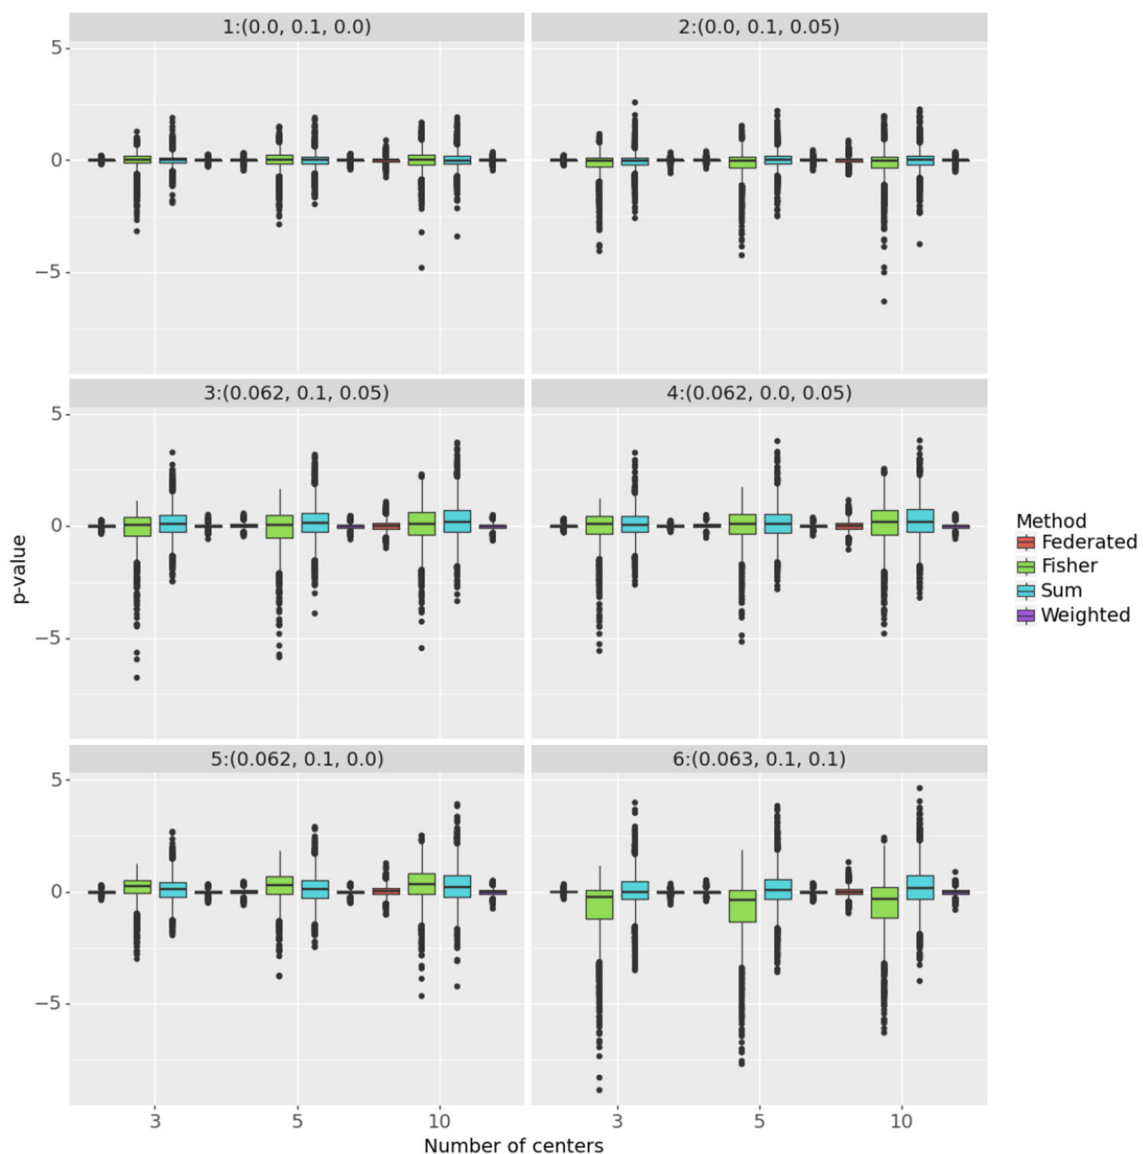 1:(0.0, 0.1, 0.0)
2:(0.0, 0.1, 0.05)
5
0
−5
3:(0.062, 0.1, 0.05)
4:(0.062, 0.0, 0.05)
5
0
−5
p-value
Method
Federated
Fisher
Sum
Weighted
5:(0.062, 0.1, 0.0)
6:(0.063, 0.1, 0.1)
5
0
−5
3 5 10 3 5 10
Number of centers